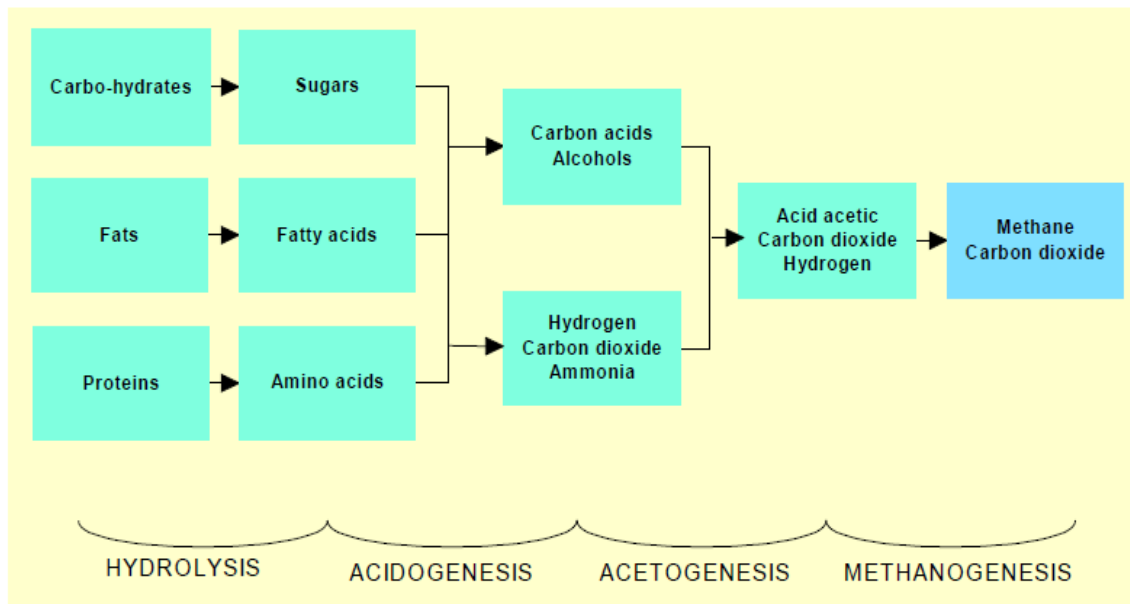 Carbo-hydrates
Sugars
Carbon acids
Alcohols
Fats
Fatty acids
Acid acetic
Carbon dioxide
Hydrogen
Methane
Carbon dioxide
Hydrogen
Carbon dioxide
Ammonia
Proteins
Amino acids
HYDROLYSIS
ACIDOGENESIS
ACETOGENESIS
METHANOGENESIS